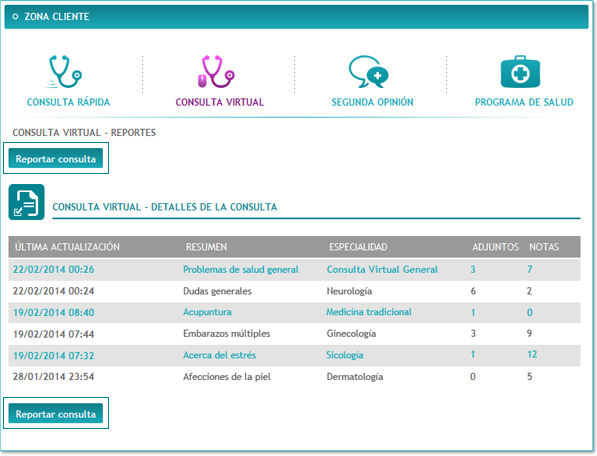 ZONA CLIENTE
CONSULTA RÁPIDA CONSULTA VIRTUAL SEGUNDA OPINIÓN PROGRAMA DE SALUD
CONSULTA VIRTUAL - REPORTES
Reportar consulta
CONSULTA VIRTUAL - DETALLES DE LA CONSULTA
ÚLTIMA ACTUALIZACIÓN RESUMEN ESPECIALIDAD ADJUNTOS NOTAS
22/02/2014 00:26 Problemas de salud general Consulta Virtual General 3 7
22/02/2014 00:24 Dudas generales Neurología 6 2
19/02/2014 08:40 Acupuntura Medicina tradicional 1 0
19/02/2014 07:44 Embarazos múltiples Ginecología 3 9
19/02/2014 07:32 Acerca del estrés Sicología 1 12
28/01/2014 23:54 Afecciones de la piel Dermatología 0 5
Reportar consulta